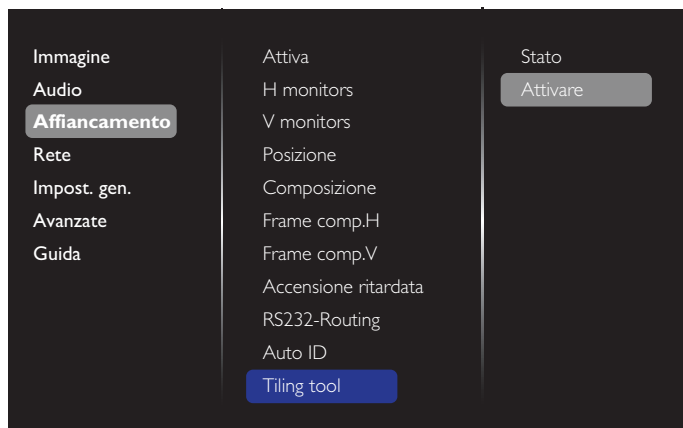 Immagine
Audio
Affiancamento
Rete
Impost. gen.
Avanzate
Guida
Attiva
H monitors
V monitors
Posizione
Composizione
Frame comp.H
Frame comp.V
Accensione ritardata
RS232-Routing
Auto ID
Tiling tool
Stato
Attivare